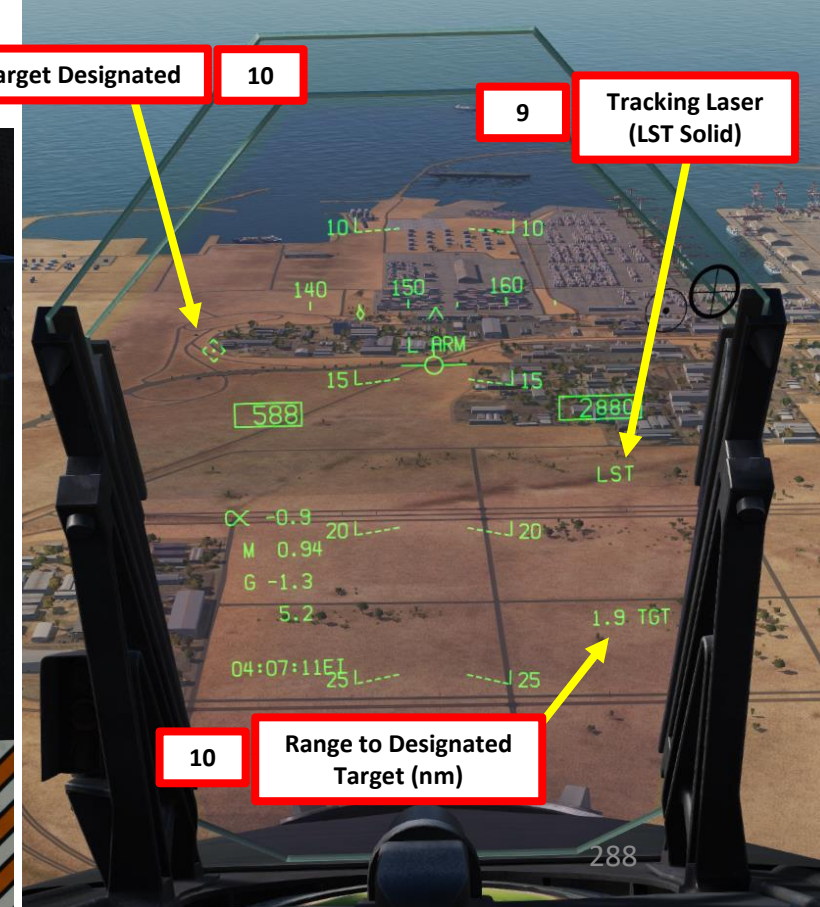 arget Designated
10
9
Tracking Laser
(LST Solid)
10 10
140 150 160
L ARM
15 15
588
2880
LST
∝ -0.9
20 20
M 0.94
G -1.3
5.2
1.9 TGT
04:07:11EI
25 25
10
Range to Designated
Target (nm)
288